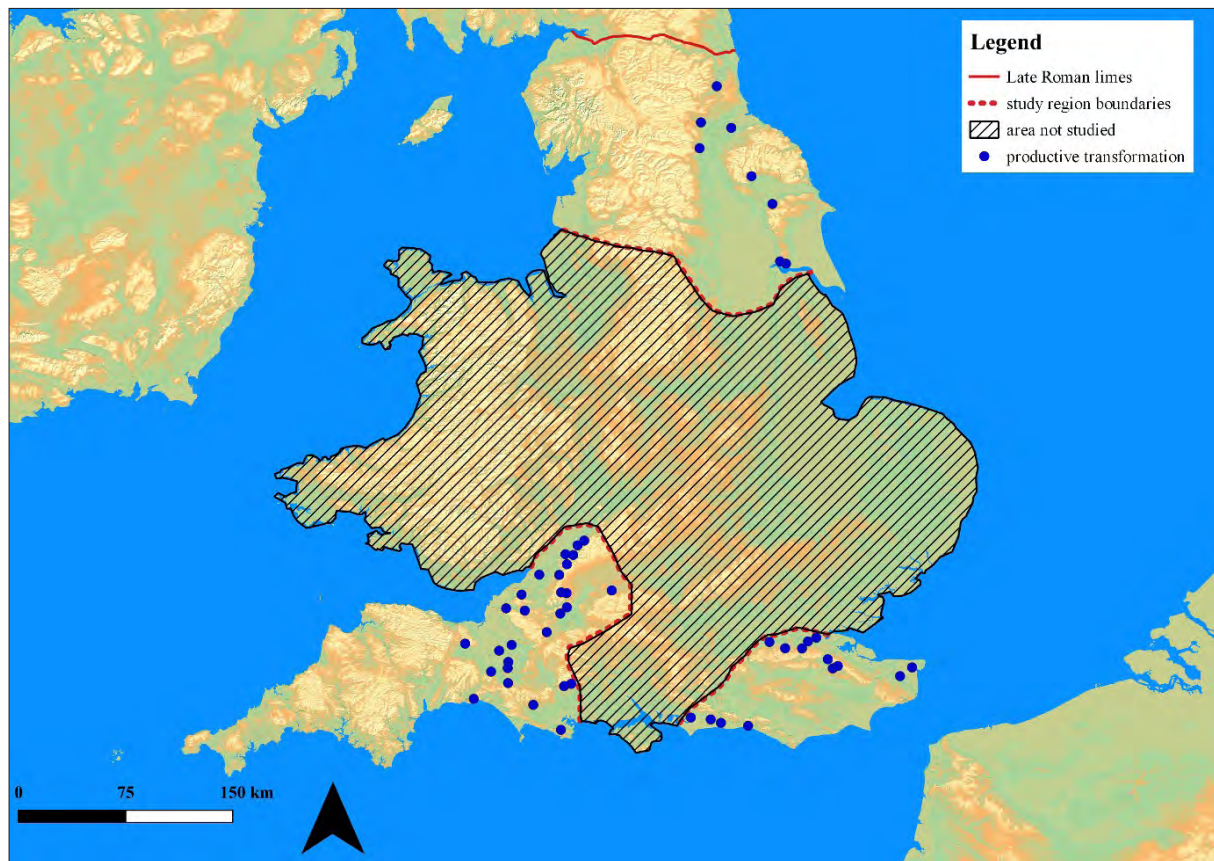 Legend
Late Roman limes
study region boundaries
area not studied
productive transformation
0 75 150 km